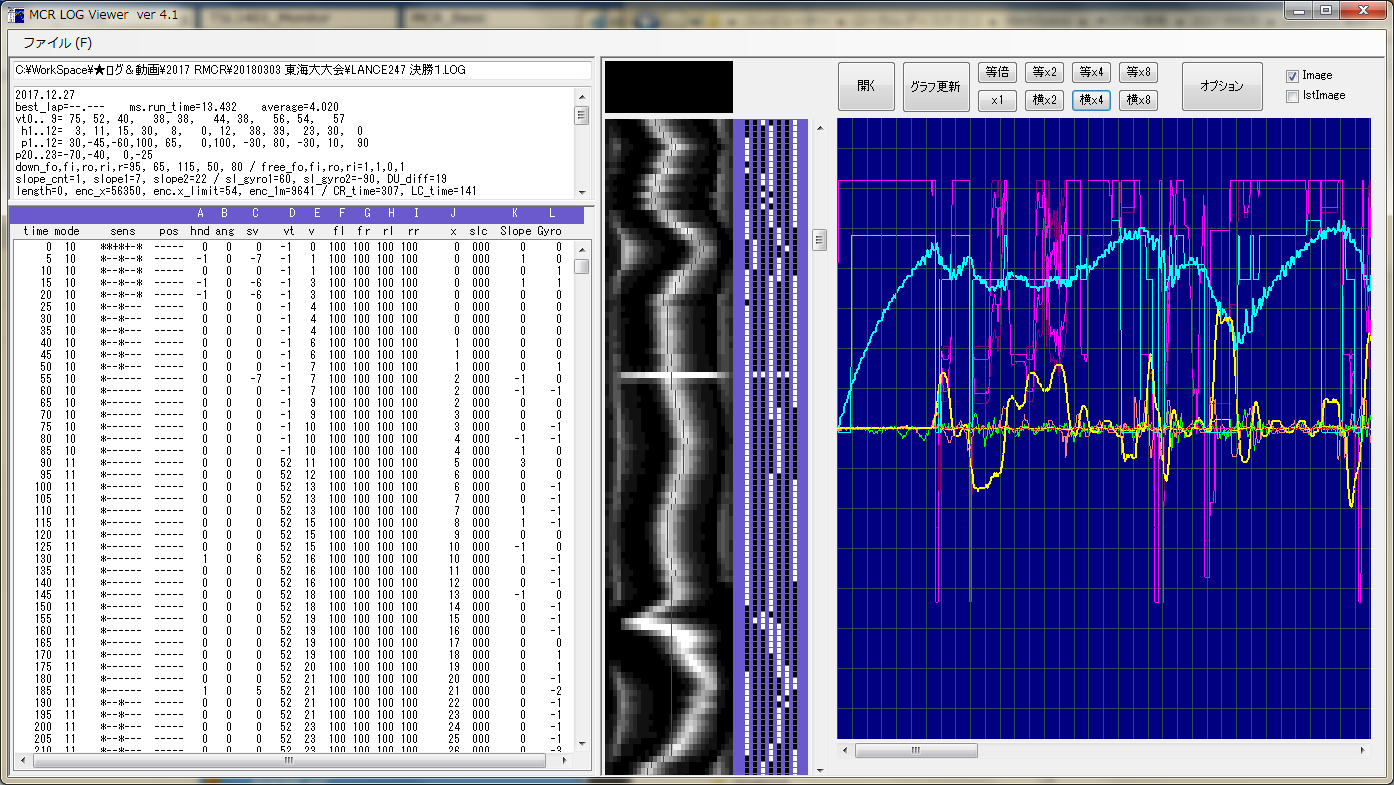 MCR LOG Viewer ver 4.1
ファイル (F)
C:¥WorkSpace¥★ログ＆動画¥2017 RMCR¥20180303 東海大大会¥LANCE247 決勝1.LOG
2017.12.27
best_lap=--.--- ms.run_time=13.432 average=4.020
vt0.. 9= 75, 52, 40, 38, 38, 44, 38, 56, 54, 57
h1..12= 3, 11, 15, 30, 8, 0, 12, 38, 39, 23, 30, 0
p1..12= 30,-45,-60,100, 65, 0,100, -30, 80, -30, 10, 90
p20..23=-70,-40, 0,-25
down_fo,fi,ro,ri,r=95, 65, 115, 50, 80 / free_fo,fi,ro,ri=1,1,0,1
slope_cnt=1, slope1=7, slope2=22 / sl_gyro1=60, sl_gyro2=-90, DU_diff=19
length=0, enc_x=56350, enc.x_limit=54, enc_1m=9641 / CR_time=307, LC_time=141
A B C D E F G H I J K L
time mode sens pos hnd ang sv vt v fl fr rl rr x slc Slope Gyro
0 10 **+*+-* ----- 0 0 0 -1 0 100 100 100 100 0 000 0 0
5 10 *--*--* ----- -1 0 -7 -1 1 100 100 100 100 0 000 1 0
10 10 *--*--* ----- 0 0 0 -1 1 100 100 100 100 0 000 1 1
15 10 *--*--* ----- -1 0 -6 -1 1 100 100 100 100 0 000 1 1
20 10 *--*--* ----- -1 0 -6 -1 3 100 100 100 100 0 000 0 0
25 10 *--*--- ----- 0 0 0 -1 4 100 100 100 100 0 000 0 0
30 10 *--*--- ----- 0 0 0 -1 4 100 100 100 100 0 000 0 0
35 10 *--*--- ----- 0 0 0 -1 4 100 100 100 100 0 000 0 0
40 10 *--*--- ----- 0 0 0 -1 6 100 100 100 100 1 000 1 -1
45 10 *--*--- ----- 0 0 0 -1 6 100 100 100 100 1 000 1 0
50 10 *--*--- ----- 0 0 0 -1 7 100 100 100 100 1 000 1 0
55 10 *------ ----- 0 0 -7 -1 7 100 100 100 100 2 000 -1 0
60 10 *------ ----- 0 0 0 -1 7 100 100 100 100 2 000 -1 -1
65 10 *------ ----- 0 0 0 -1 9 100 100 100 100 2 000 0 0
70 10 *------ ----- 0 0 0 -1 9 100 100 100 100 3 000 0 0
75 10 *------ ----- 0 0 0 -1 10 100 100 100 100 3 000 0 -1
80 10 *------ ----- 0 0 0 -1 10 100 100 100 100 4 000 -1 -1
85 10 *------ ----- 0 0 0 -1 10 100 100 100 100 4 000 1 0
90 11 *------ ----- 0 0 0 52 11 100 100 100 100 5 000 3 0
95 11 *------ ----- 0 0 0 52 12 100 100 100 100 6 000 0 0
100 11 *------ ----- 0 0 0 52 13 100 100 100 100 6 000 0 -1
105 11 *------ ----- 0 0 0 52 13 100 100 100 100 7 000 1 -1
110 11 *------ ----- 0 0 0 52 13 100 100 100 100 7 000 1 -1
115 11 *------ ----- 0 0 0 52 15 100 100 100 100 8 000 1 -1
120 11 *------ ----- 0 0 0 52 15 100 100 100 100 9 000 0 0
125 11 *------ ----- 0 0 0 52 15 100 100 100 100 10 000 -1 0
130 11 *------ ----- 1 0 6 52 16 100 100 100 100 10 000 1 -1
135 11 *------ ----- 0 0 0 52 16 100 100 100 100 11 000 0 -1
140 11 *------ ----- 0 0 0 52 16 100 100 100 100 12 000 0 -1
145 11 *------ ----- 0 0 0 52 18 100 100 100 100 13 000 -1 0
150 11 *------ ----- 0 0 0 52 18 100 100 100 100 14 000 0 -1
155 11 *------ ----- 0 0 0 52 19 100 100 100 100 15 000 0 -1
160 11 *------ ----- 0 0 0 52 19 100 100 100 100 16 000 0 -1
165 11 *------ ----- 0 0 0 52 19 100 100 100 100 17 000 0 0
170 11 *------ ----- 0 0 0 52 19 100 100 100 100 18 000 0 1
175 11 *------ ----- 0 0 0 52 20 100 100 100 100 19 000 0 1
180 11 *------ ----- 0 0 0 52 21 100 100 100 100 20 000 0 -1
185 11 *------ ----- 1 0 5 52 21 100 100 100 100 21 000 0 -2
190 11 *--*--- ----- 0 0 0 52 21 100 100 100 100 22 000 0 -1
195 11 *--*--- ----- 0 0 0 52 21 100 100 100 100 23 000 0 -1
200 11 *--*--- ----- 0 0 0 52 23 100 100 100 100 24 000 0 -1
205 11 *--*--- ----- 0 0 0 52 23 100 100 100 100 25 000 0 -1
210 11 *--*--- ----- 0 0 0 52 23 100 100 100 100 26 000 0 -3
開く
グラフ更新
等倍 等x2 等x4 等x8
x1 横x2 横x4 横x8
オプション
Image
lstImage